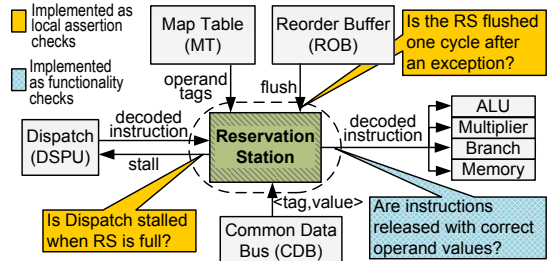 Implemented as
local assertion
checks
Implemented
as functionality
checks
Map Table
(MT)
Reorder Buffer
(ROB)
Is the RS flushed
one cycle after
an exception?
operand
tags
flush
Dispatch
(DSPU)
decoded
instruction
stall
Reservation
Station
decoded
instruction
ALU
Multiplier
Branch
Memory
Is Dispatch stalled
when RS is full?
<tag,value>
Common Data
Bus (CDB)
Are instructions
released with correct
operand values?